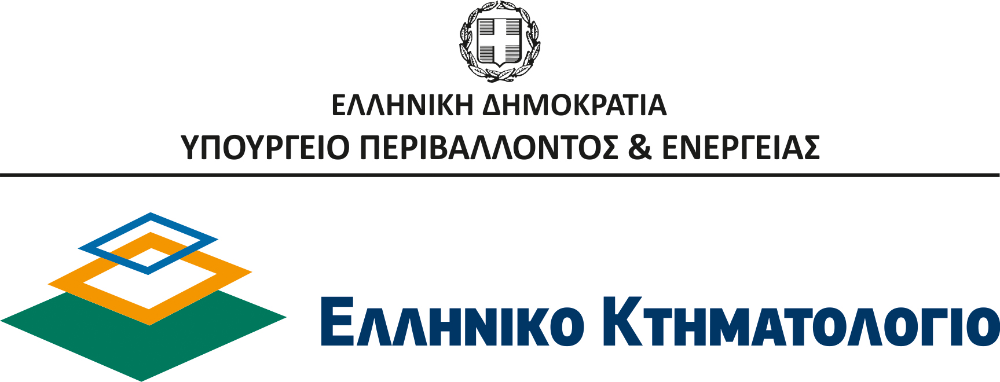 ΕΛΛΗΝΙΚΗ ΔΗΜΟΚΡΑΤΙΑ
ΥΠΟΥΡΓΕΙΟ ΠΕΡΙΒΑΛΛΟΝΤΟΣ & ΕΝΕΡΓΕΙΑΣ
ΕΛΛΗΝΙΚΟ ΚΤΗΜΑΤΟΛΟΓΙΟ